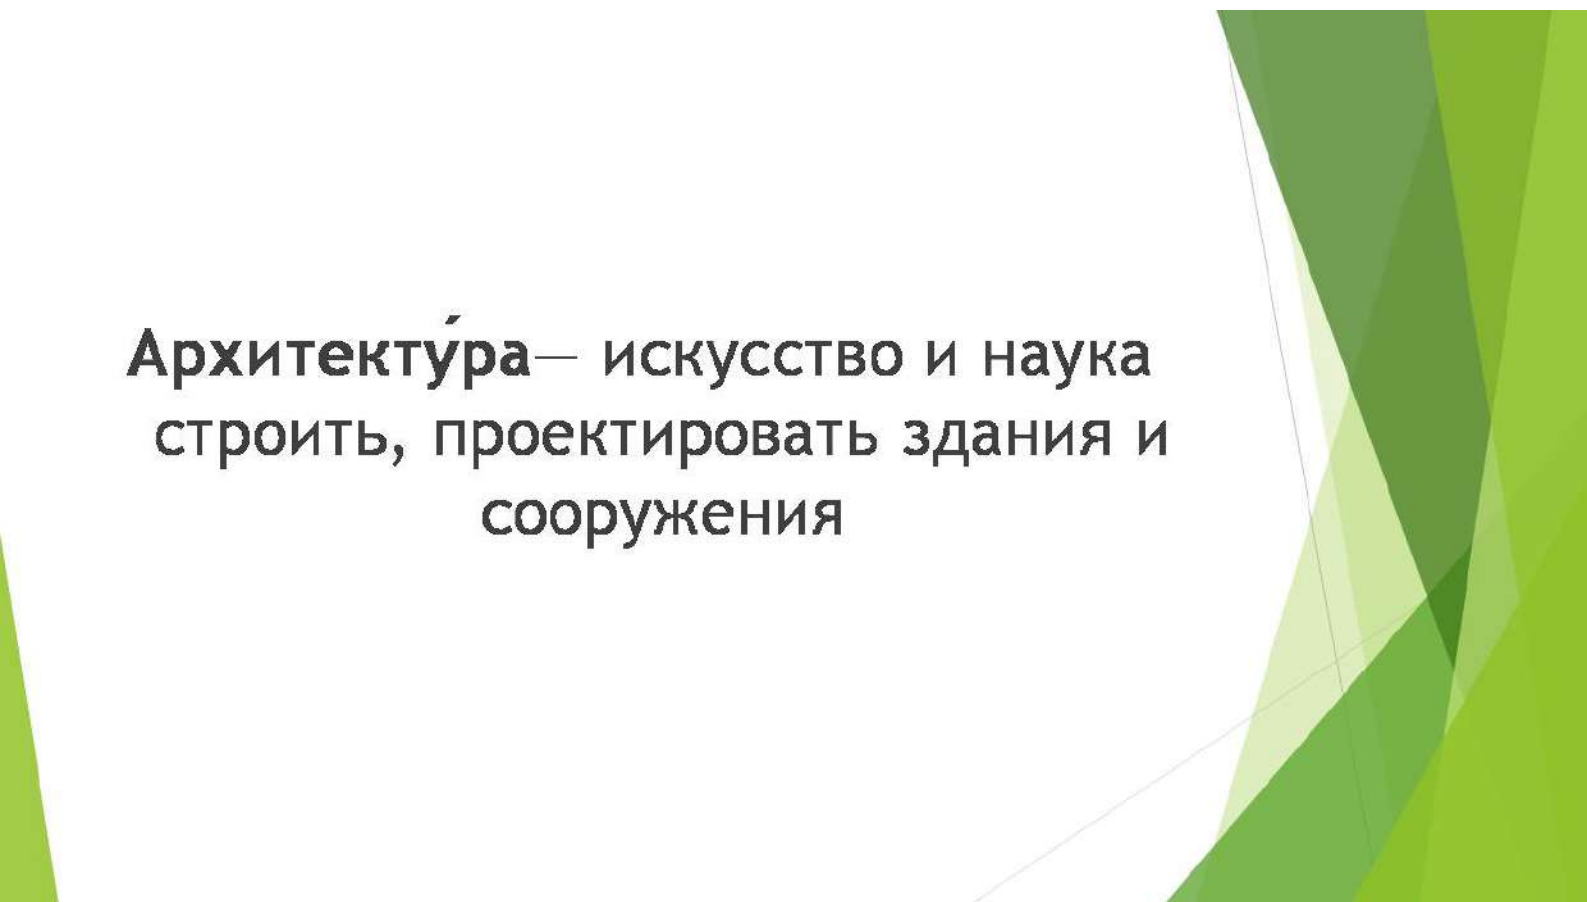 Архитекту́ра— искусство и наука
строить, проектировать здания и
сооружения